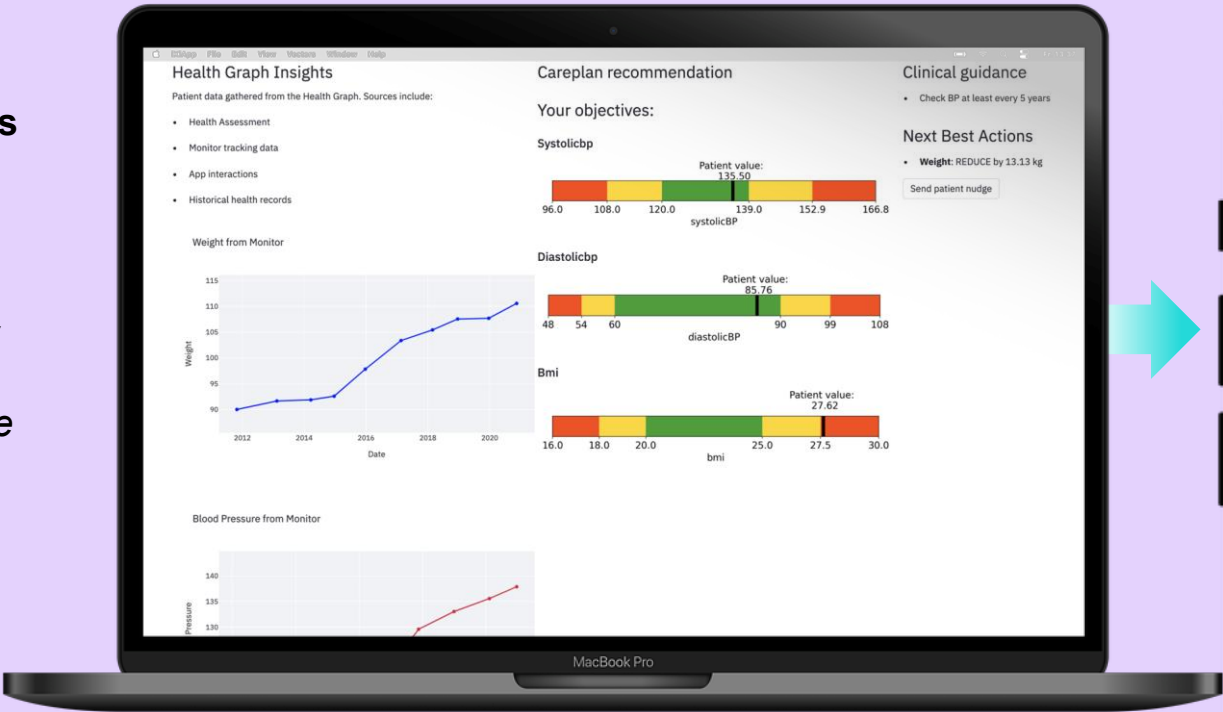 s
e
File Edit View Window Help
Health Graph Insights
Patient data gathered from the Health Graph. Sources include:
• Health Assessment
• Monitor tracking data
• App interactions
• Historical health records
Weight from Monitor
115
110
105
100
95
90
Weight
2012 2014 2016 2018 2020
Date
Blood Pressure from Monitor
140
135
130
Pressure
Careplan recommendation
Your objectives:
Systolicbp
Patient value:
135.50
96.0 108.0 120.0 139.0 152.9 166.8
systolicBP
Diastolicbp
Patient value:
85.76
48 54 60 90 99 108
diastolicBP
Bmi
Patient value:
27.62
16.0 18.0 20.0 25.0 27.5 30.0
bmi
Clinical guidance
• Check BP at least every 5 years
Next Best Actions
• Weight: REDUCE by 13.13 kg
Send patient nudge
MacBook Pro